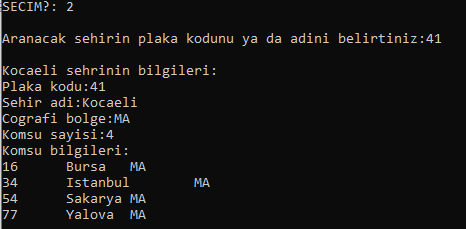 SECIM?: 2
Aranacak sehirin plaka kodunu ya da adini belirtiniz:41
Kocaeli sehrinin bilgileri:
Plaka kodu:41
Sehir adi:Kocaeli
Cografi bolge:MA
Komsu sayisi:4
Komsu bilgileri:
16 Bursa MA
34 Istanbul MA
54 Sakarya MA
77 Yalova MA